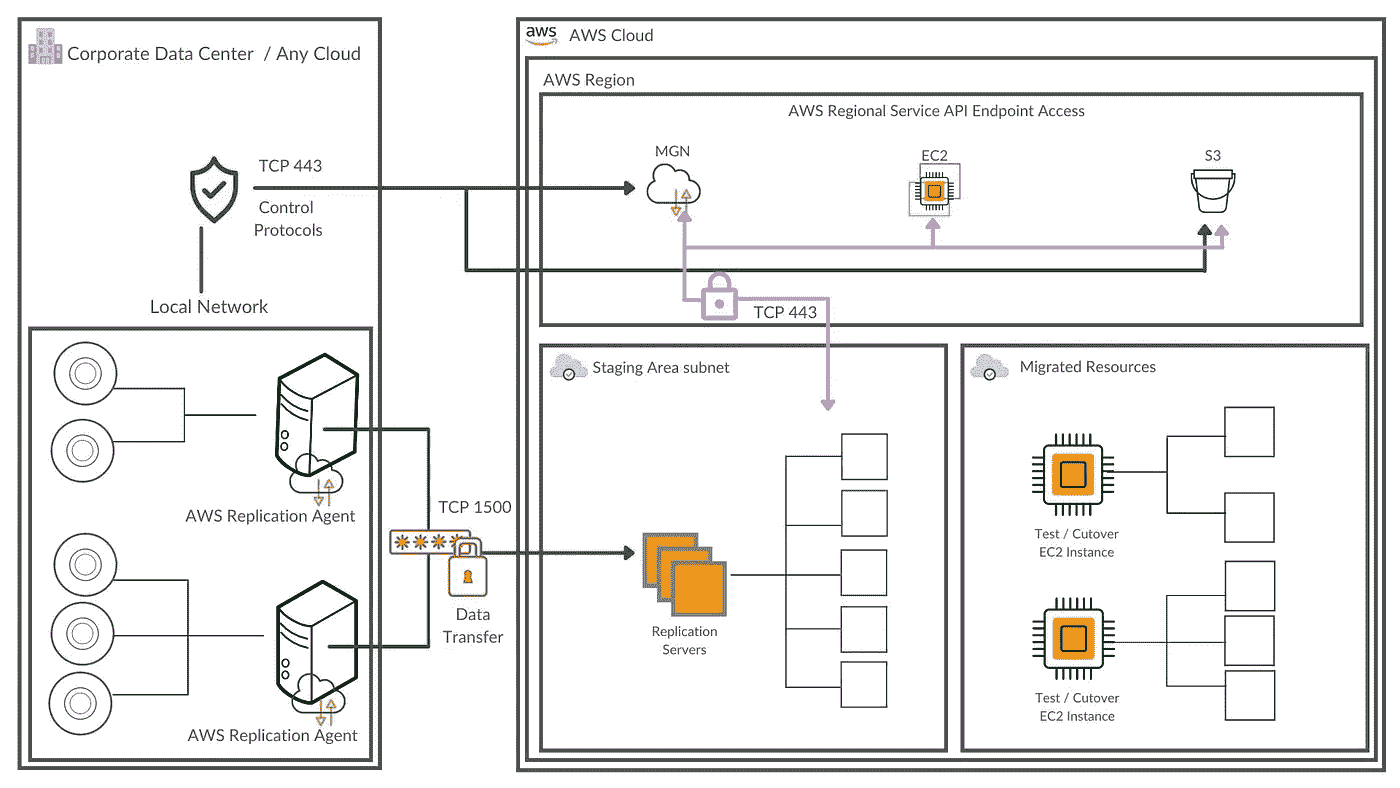 Corporate Data Center / Any Cloud
TCP 443
Control
Protocols
Local Network
AWS Replication Agent
AWS Replication Agent
TCP 1500
Data
Transfer
aws
AWS Cloud
AWS Region
AWS Regional Service API Endpoint Access
MGN
EC2
S3
TCP 443
Staging Area subnet
Replication
Servers
Migrated Resources
Test / Cutover
EC2 Instance
Test / Cutover
EC2 Instance